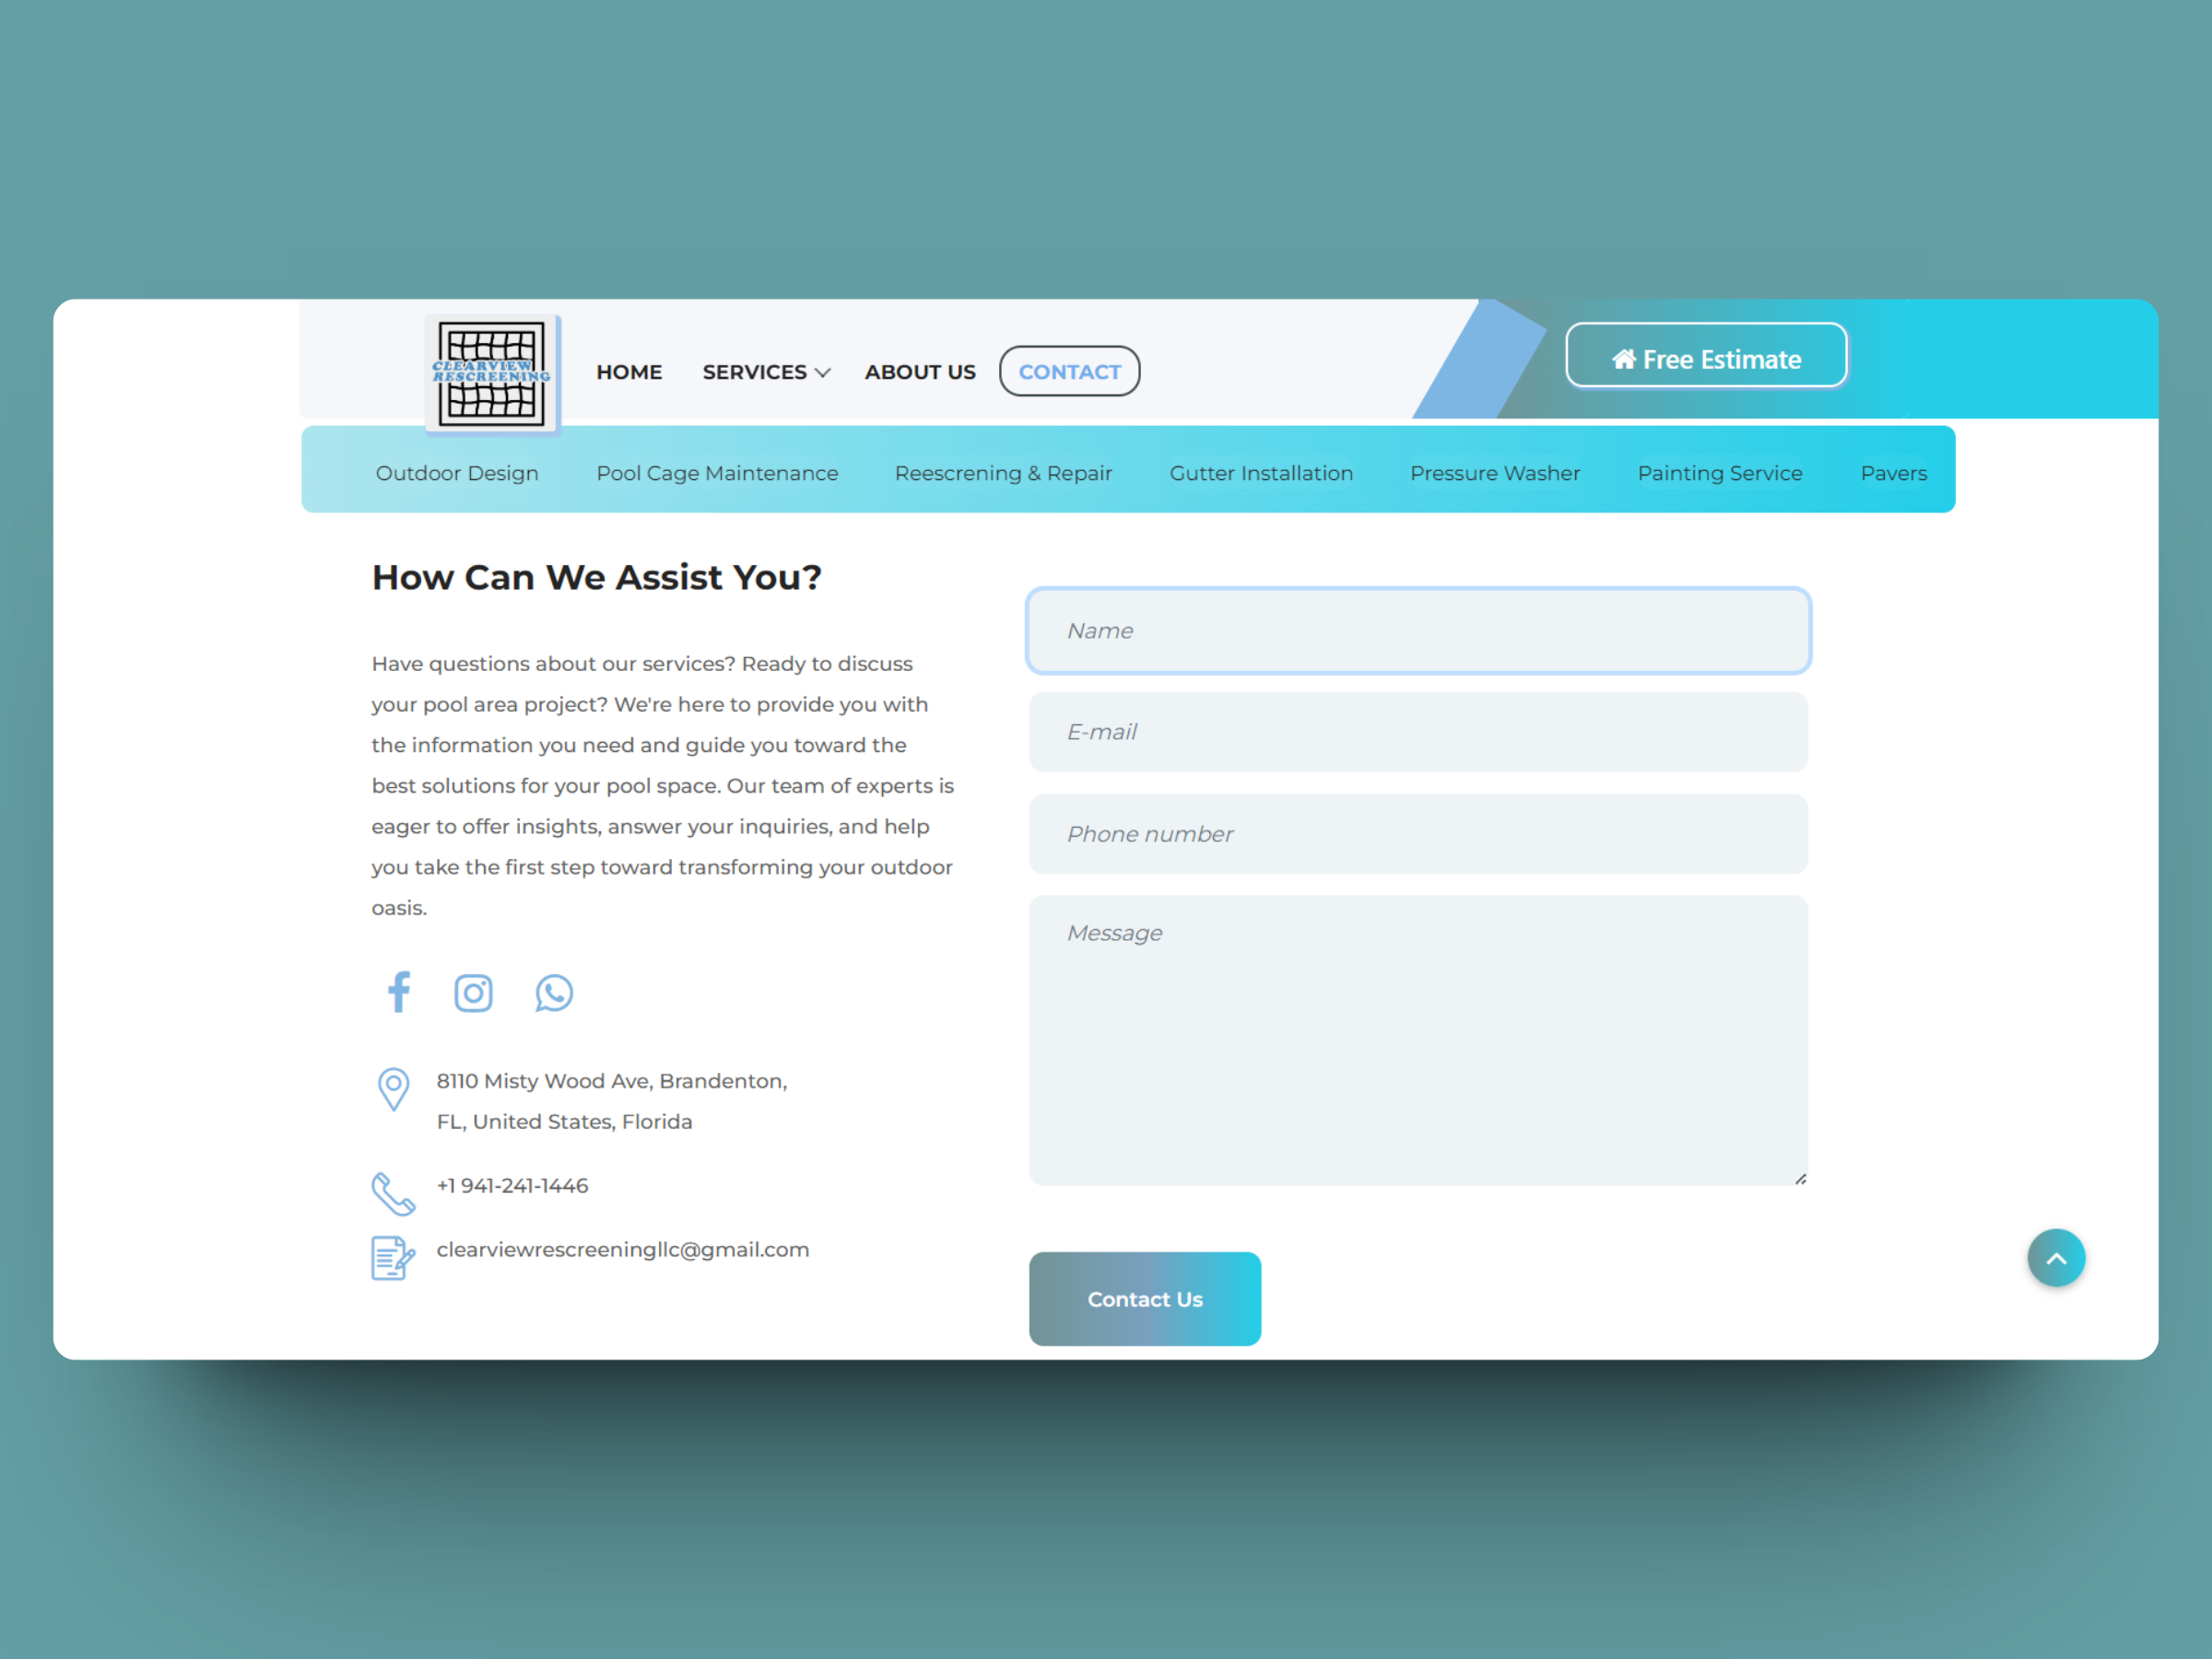 CLEARVIEW
RESCREENING
HOME SERVICES ABOUT US CONTACT
Free Estimate
Outdoor Design Pool Cage Maintenance Reescrening & Repair Gutter Installation Pressure Washer Painting Service Pavers
How Can We Assist You?
Have questions about our services? Ready to discuss
your pool area project? We're here to provide you with
the information you need and guide you toward the
best solutions for your pool space. Our team of experts is
eager to offer insights, answer your inquiries, and help
you take the first step toward transforming your outdoor
oasis.
8110 Misty Wood Ave, Brandenton,
FL, United States, Florida
+1 941-241-1446
clearviewrescreeningllc@gmail.com
Name
E-mail
Phone number
Message
Contact Us